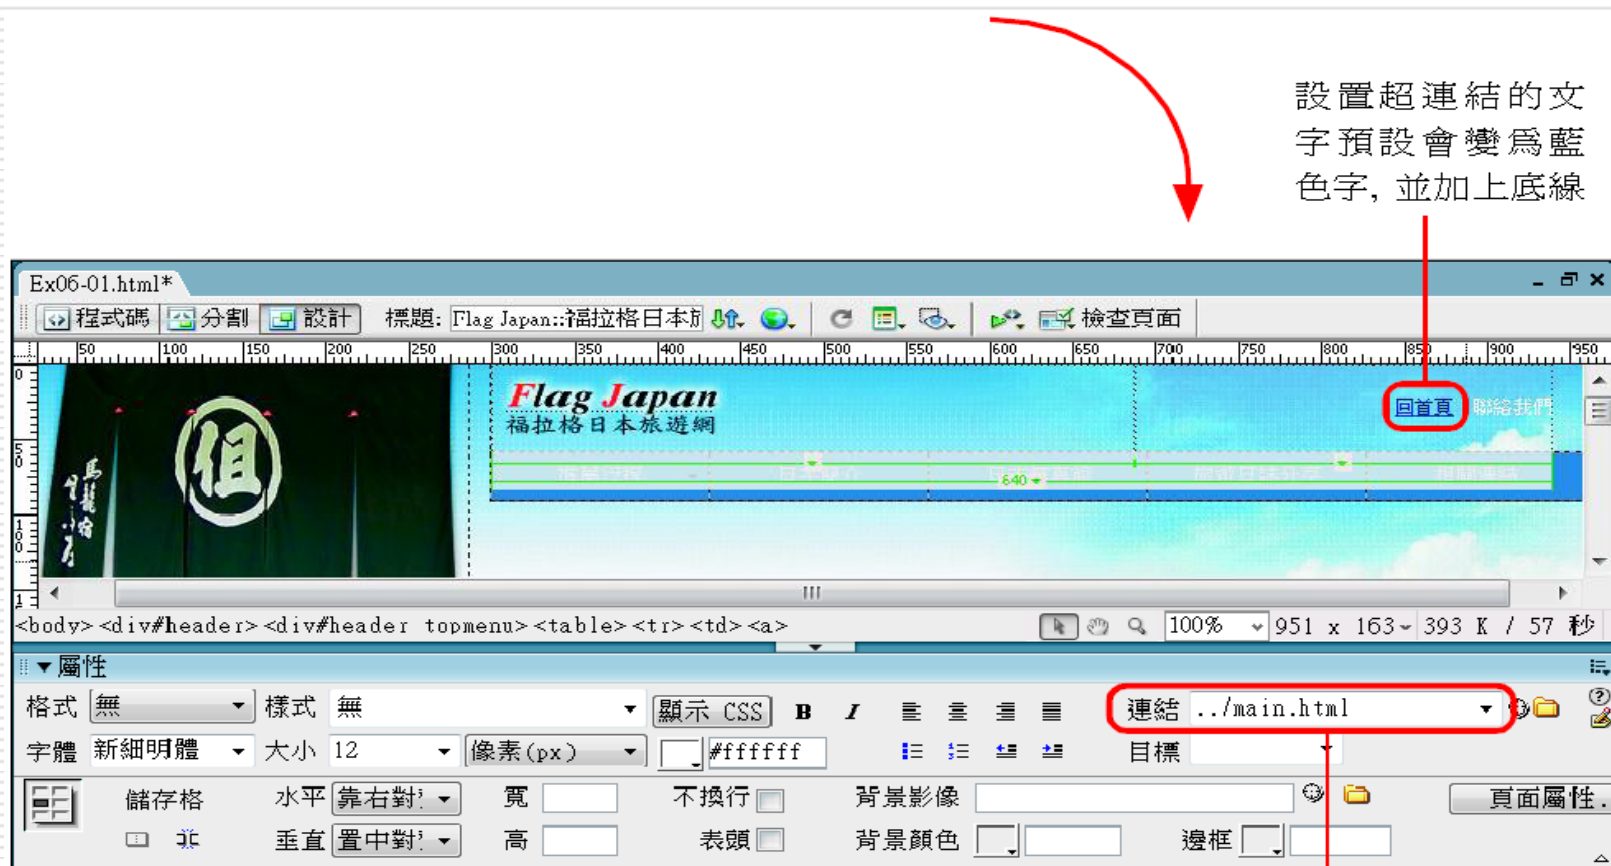 設置超連結的文
字預設會變為藍
色字, 並加上底線
Ex06-01.html*
程式碼 分割 設計 標題: Flag Japan::福拉格日本旅 檢查頁面
50 100 150 200 250 300 350 400 450 500 550 600 650 700 750 800 850 900 950
Flag Japan
福拉格日本旅遊網
回首頁 聯絡我們
640
<body><div#header><div#header topmenu><table><tr><td><a>
100% 951 x 163 393 K / 57 秒
屬性
格式 無 樣式 無 顯示 CSS B I 連結 ../main.html
字體 新細明體 大小 12 像素(px) #ffffff 目標
儲存格 水平 靠右對 寬 不換行 背景影像 頁面屬性.
垂直 置中對 高 表頭 背景顏色 邊框